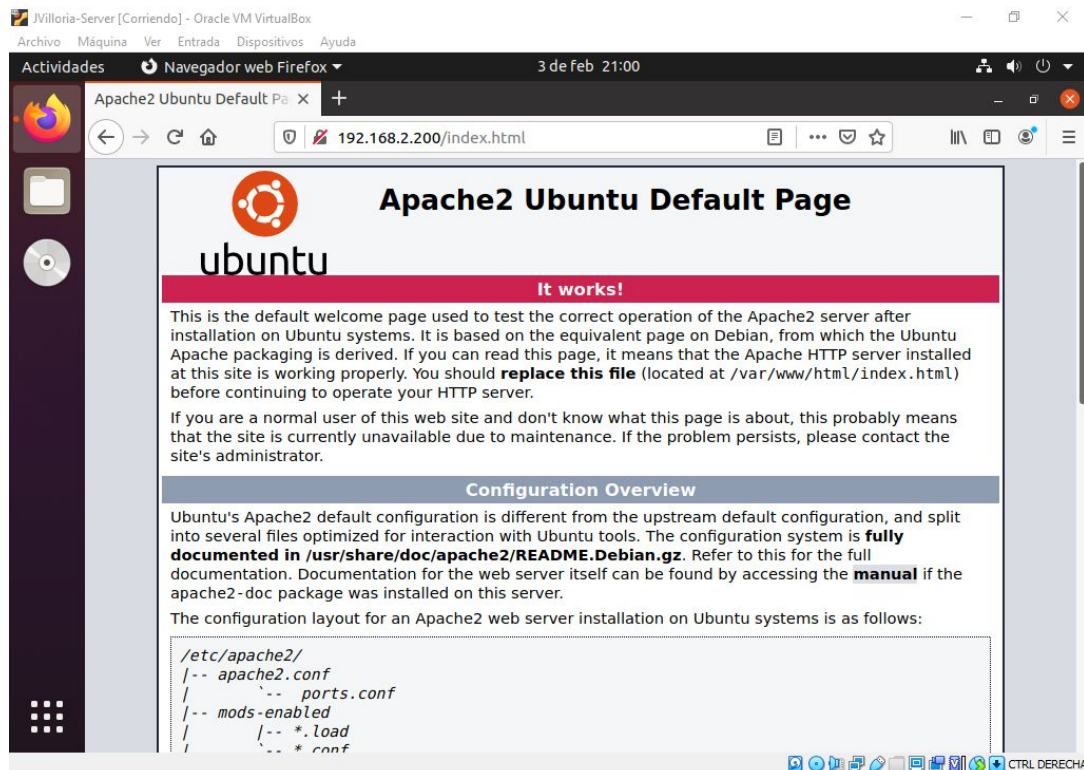 JVilloria-Server [Corriendo] - Oracle VM VirtualBox
Archivo Máquina Ver Entrada Dispositivos Ayuda
Actividades Navegador web Firefox 3 de feb 21:00
Apache2 Ubuntu Default Pa
192.168.2.200/index.html
ubuntu
Apache2 Ubuntu Default Page
It works!
This is the default welcome page used to test the correct operation of the Apache2 server after
installation on Ubuntu systems. It is based on the equivalent page on Debian, from which the Ubuntu
Apache packaging is derived. If you can read this page, it means that the Apache HTTP server installed
at this site is working properly. You should replace this file (located at /var/www/html/index.html)
before continuing to operate your HTTP server.
If you are a normal user of this web site and don't know what this page is about, this probably means
that the site is currently unavailable due to maintenance. If the problem persists, please contact the
site's administrator.
Configuration Overview
Ubuntu's Apache2 default configuration is different from the upstream default configuration, and split
into several files optimized for interaction with Ubuntu tools. The configuration system is fully
documented in /usr/share/doc/apache2/README.Debian.gz. Refer to this for the full
documentation. Documentation for the web server itself can be found by accessing the manual if the
apache2-doc package was installed on this server.
The configuration layout for an Apache2 web server installation on Ubuntu systems is as follows:
/etc/apache2/
|-- apache2.conf
|       `--  ports.conf
|-- mods-enabled
|       |-- *.load
|       `-- *.conf
CTRL DERECHA